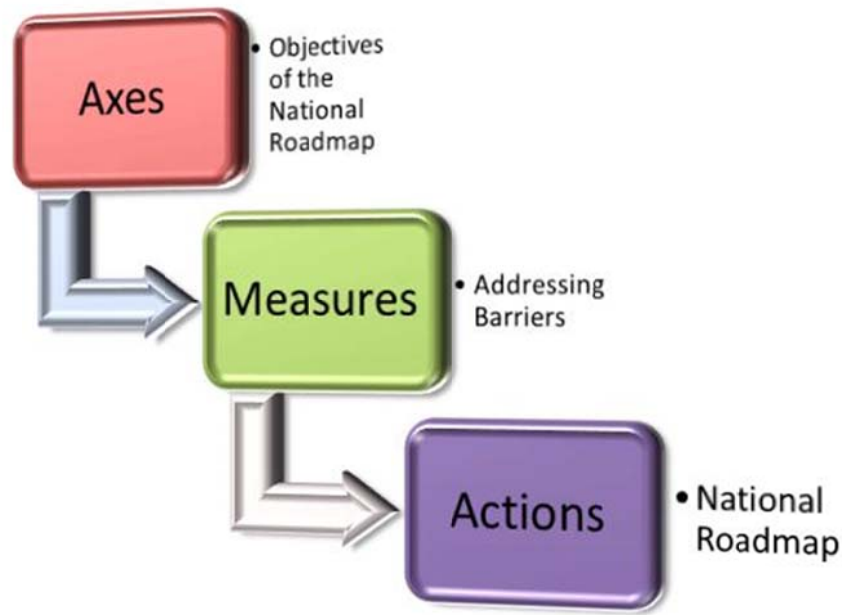 Axes
• Objectives
of the
National
Roadmap
Measures
• Addressing
Barriers
Actions
• National
Roadmap